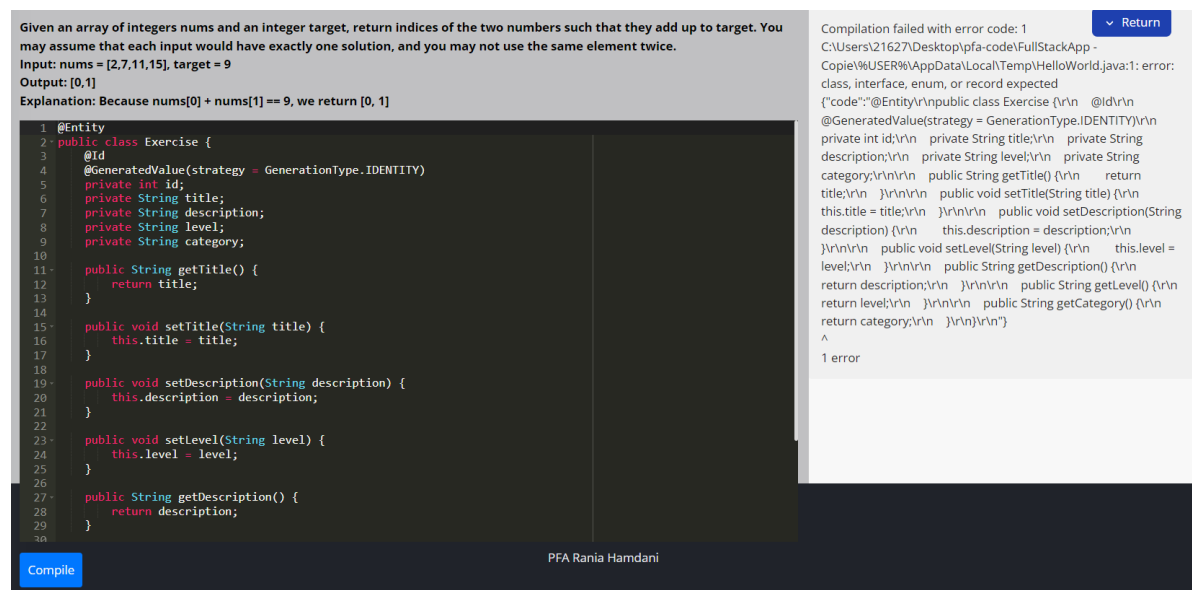 Given an array of integers nums and an integer target, return indices of the two numbers such that they add up to target. You
may assume that each input would have exactly one solution, and you may not use the same element twice.
Input: nums = [2,7,11,15], target = 9
Output: [0,1]
Explanation: Because nums[0] + nums[1] == 9, we return [0, 1]
1 @Entity
2 public class Exercise {
3 @Id
4 @GeneratedValue(strategy = GenerationType.IDENTITY)
5 private int id;
6 private String title;
7 private String description;
8 private String level;
9 private String category;
10
11 public String getTitle() {
12 return title;
13 }
14
15 public void setTitle(String title) {
16 this.title = title;
17 }
18
19 public void setDescription(String description) {
20 this.description = description;
21 }
22
23 public void setLevel(String level) {
24 this.level = level;
25 }
26
27 public String getDescription() {
28 return description;
29 }
30
Compile
PFA Rania Hamdani
Return
Compilation failed with error code: 1
C:\Users\21627\Desktop\pfa-code\FullStackApp -
Copie\%USER%\AppData\Local\Temp\HelloWorld.java:1: error:
class, interface, enum, or record expected
{"code":"@Entity\r\npublic class Exercise {\r\n @Id\r\n
@GeneratedValue(strategy = GenerationType.IDENTITY)\r\n
private int id;\r\n private String title;\r\n private String
description;\r\n private String level;\r\n private String
category;\r\n\r\n public String getTitle() {\r\n return
title;\r\n }\r\n\r\n public void setTitle(String title) {\r\n
this.title = title;\r\n }\r\n\r\n public void setDescription(String
description) {\r\n this.description = description;\r\n
}\r\n\r\n public void setLevel(String level) {\r\n this.level =
level;\r\n }\r\n\r\n public String getDescription() {\r\n
return description;\r\n }\r\n\r\n public String getLevel() {\r\n
return level;\r\n }\r\n\r\n public String getCategory() {\r\n
return category;\r\n }\r\n}\r\n"}
^
1 error